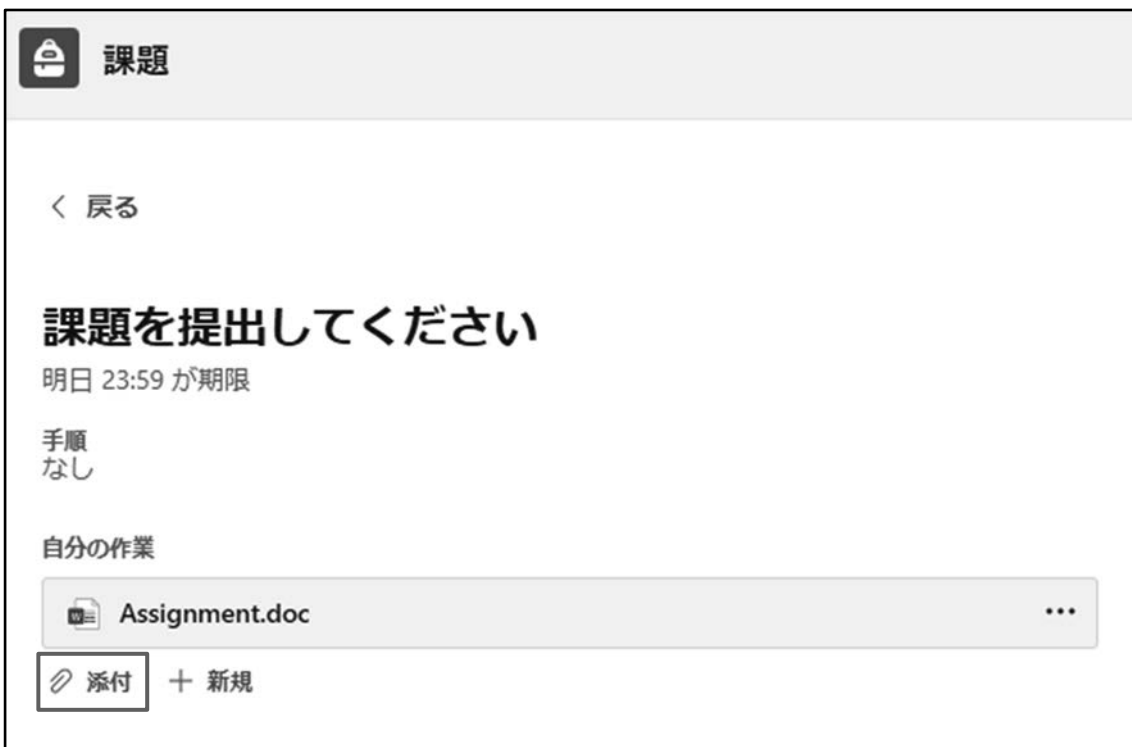 課題
戻る
課題を提出してください
明日 23:59 が期限
手順
なし
自分の作業
Assignment.doc
添付 新規